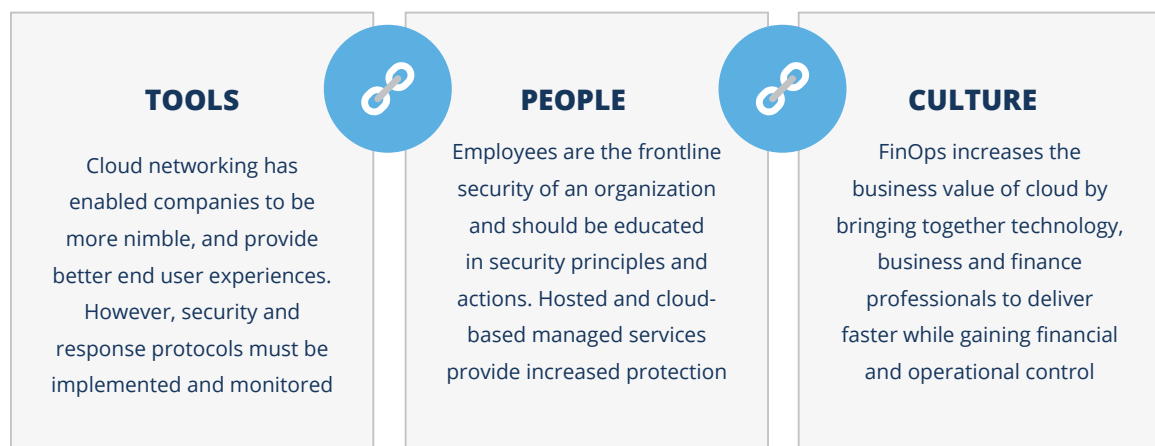 TOOLS
Cloud networking has
enabled companies to be
more nimble, and provide
better end user experiences.
However, security and
response protocols must be
implemented and monitored
PEOPLE
Employees are the frontline
security of an organization
and should be educated
in security principles and
actions. Hosted and cloud-
based managed services
provide increased protection
CULTURE
FinOps increases the
business value of cloud by
bringing together technology,
business and finance
professionals to deliver
faster while gaining financial
and operational control